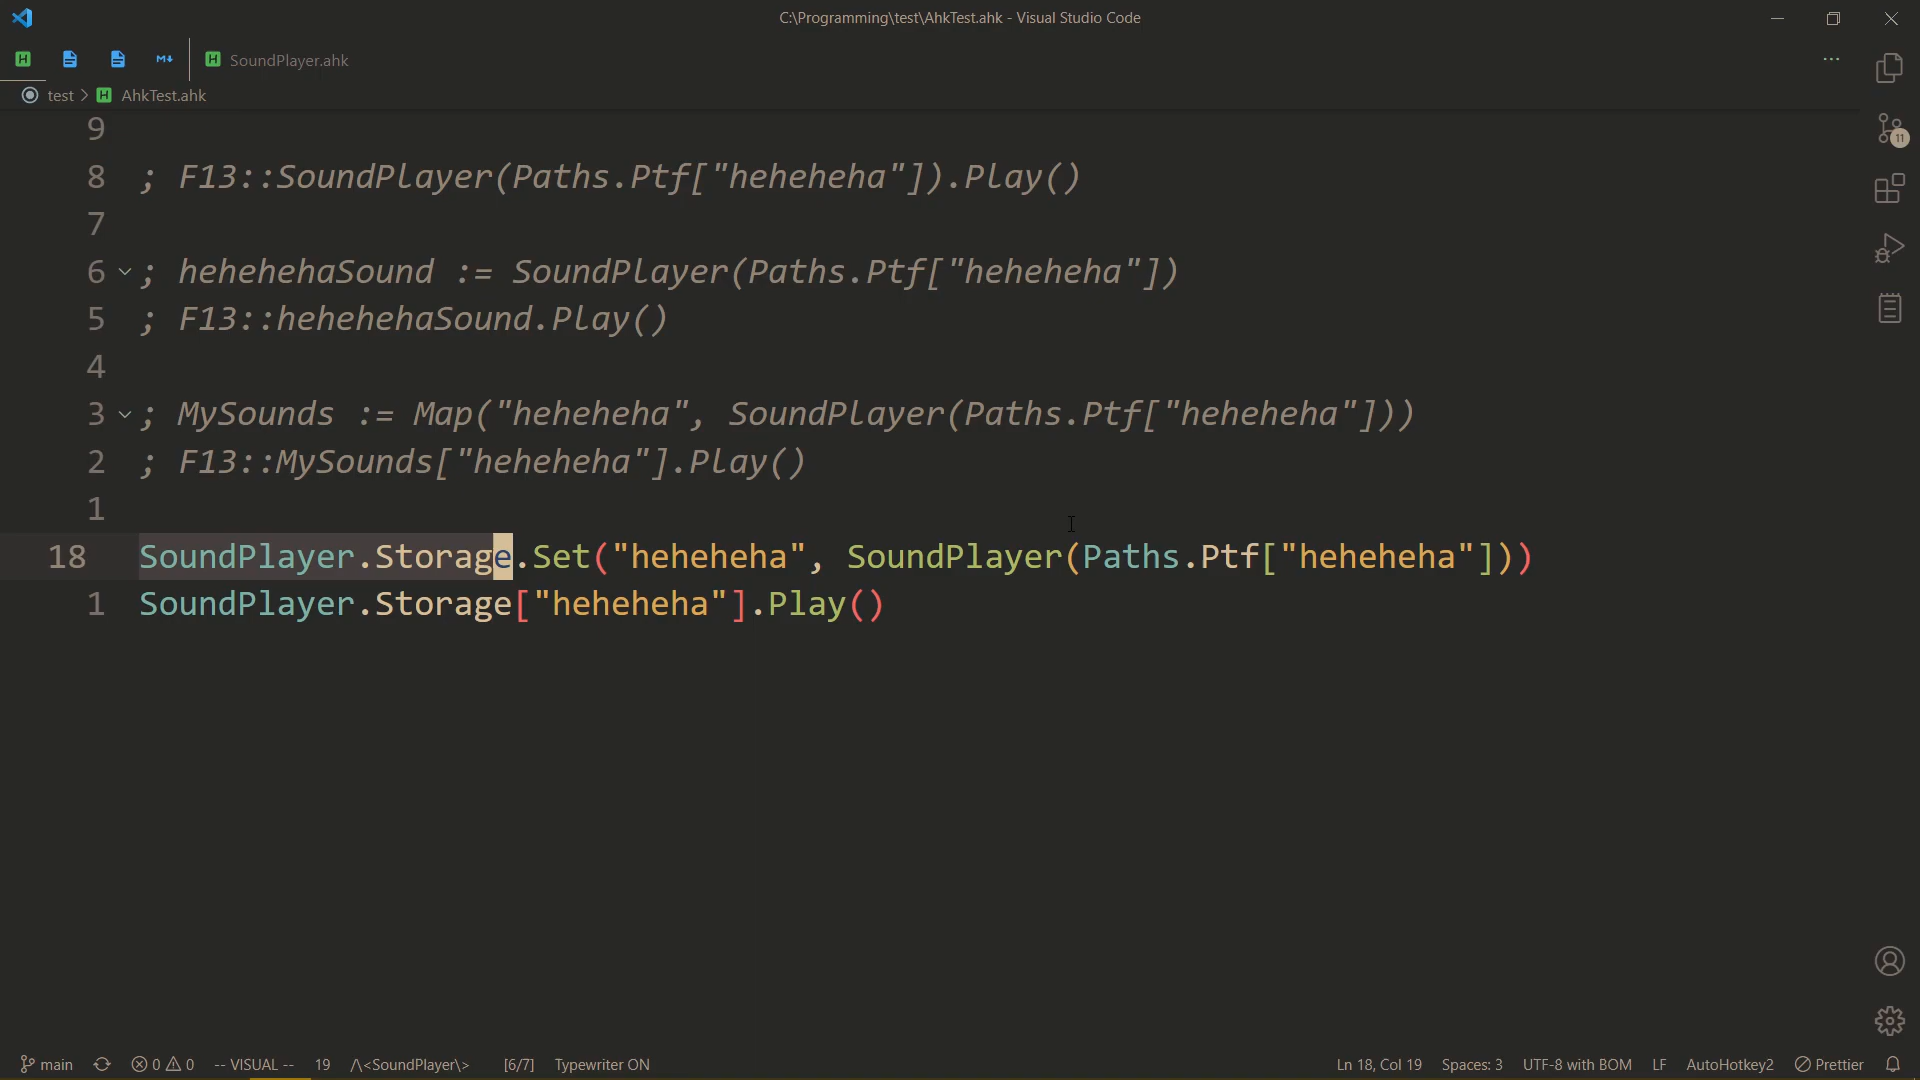 C:\Programming\test\AhkTest.ahk - Visual Studio Code
SoundPlayer.ahk
test > AhkTest.ahk
9
8 ; F13::SoundPlayer(Paths.Ptf["heheheha"]).Play()
7
6 ; hehehehaSound := SoundPlayer(Paths.Ptf["heheheha"])
5 ; F13::hehehehaSound.Play()
4
3 ; MySounds := Map("heheheha", SoundPlayer(Paths.Ptf["heheheha"]))
2 ; F13::MySounds["heheheha"].Play()
1
18 SoundPlayer.Storage.Set("heheheha", SoundPlayer(Paths.Ptf["heheheha"]))
1 SoundPlayer.Storage["heheheha"].Play()
11
main 0 0 -- VISUAL -- 19 /\<SoundPlayer\> [6/7] Typewriter ON Ln 18, Col 19 Spaces: 3 UTF-8 with BOM LF AutoHotkey2 Prettier